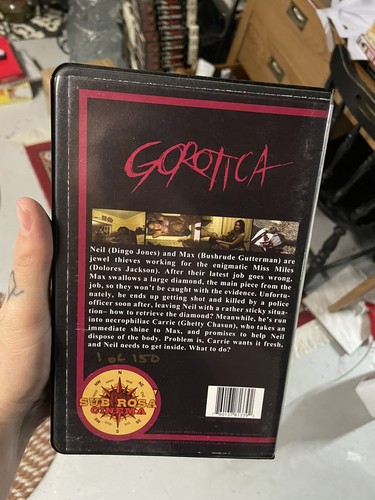 GOROTICA
Neil (Dingo Jones) and Max (Bushrude Gutterman) are
jewel thieves working for the enigmatic Miss Miles
(Dolores Jackson). After their latest job goes wrong,
Max swallows a large diamond, the main piece from the
job, so they won't be caught with the evidence. Unfortu-
nately, he ends up getting shot and killed by a police
officer soon after, leaving Neil with a rather sticky situa-
tion– how to retrieve the diamond? Meanwhile, he's run
into necrophiliac Carrie (Ghetty Chasun), who takes an
immediate shine to Max, and promises to help Neil
dispose of the body. Problem is, Carrie wants it fresh,
and Neil needs to get inside. What to do?
1 of 150
SUB ROSA
CINEMA